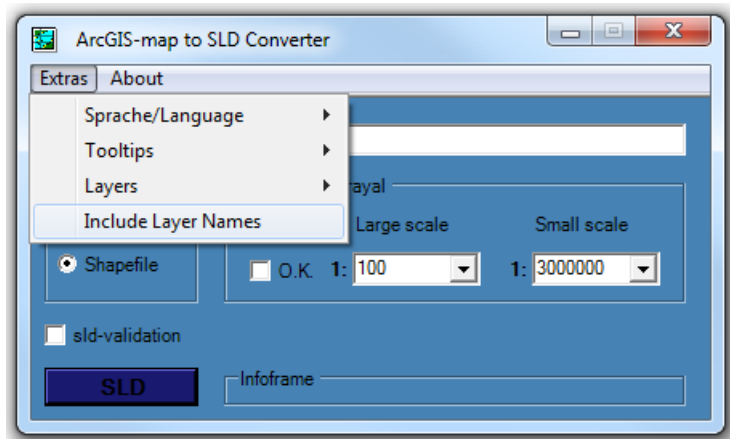 ArcGIS-map to SLD Converter
Extras About
Sprache/Language
Tooltips
Layers
Include Layer Names
Large scale Small scale
Shapefile
O.K. 1: 100 1: 3000000
sld-validation
SLD
Infoframe